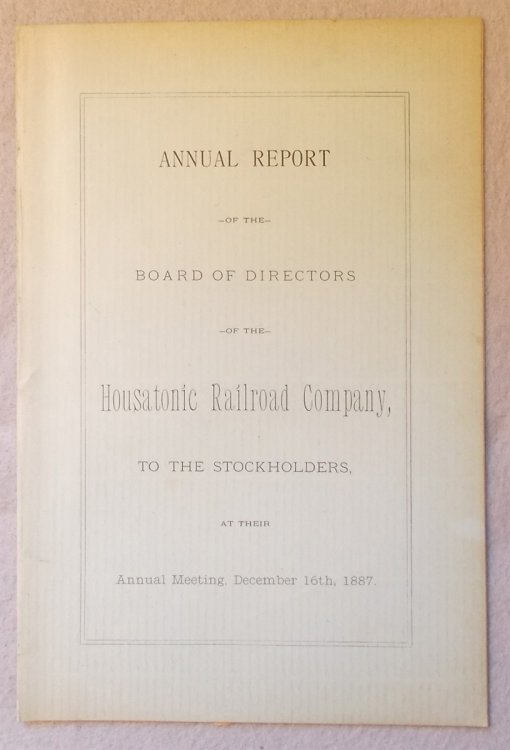 ANNUAL REPORT
—OF THE—
BOARD OF DIRECTORS
—OF THE—
Housatonic Railroad Company,
TO THE STOCKHOLDERS,
AT THEIR
Annual Meeting, December 16th, 1887.